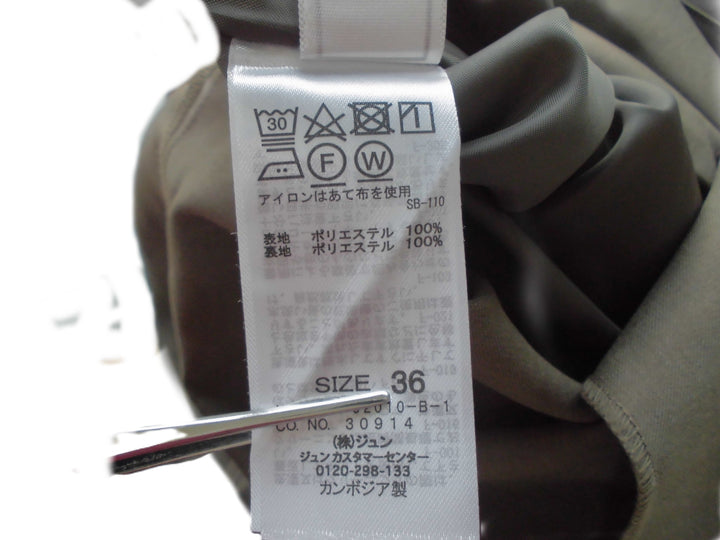 30
F W
アイロンはあて布を使用
SB-110
表地 ポリエステル 100%
裏地 ポリエステル 100%
SIZE 36
2010-B-1
CO. NO. 30914
(株)ジュン
ジュン カスタマーセンター
0120-298-133
カンボジア製